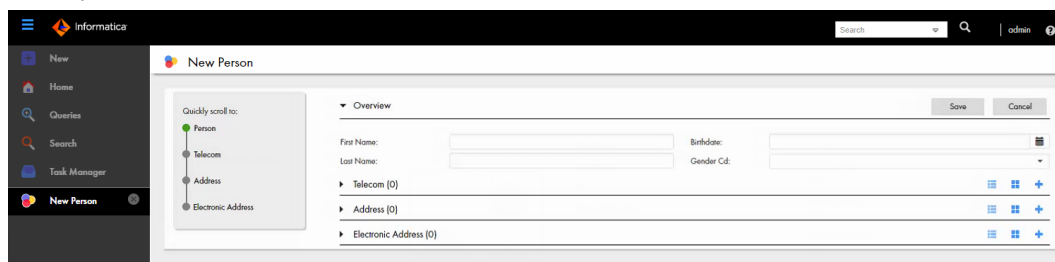 Informatica
Search
admin
New
Home
Queries
Search
Task Manager
New Person
New Person
Quickly scroll to:
Person
Telecom
Address
Electronic Address
Overview
Save
Cancel
First Name:
Birthdate:
Last Name:
Gender Cd:
Telecom (0)
Address (0)
Electronic Address (0)